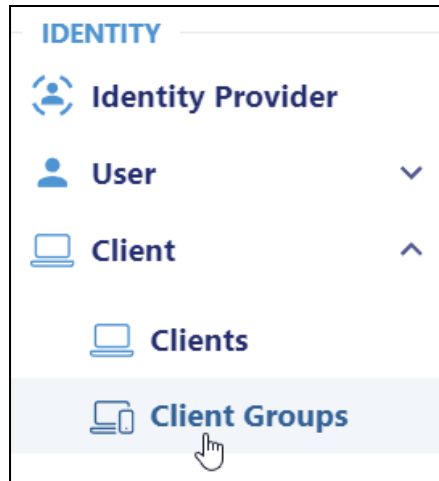 IDENTITY
Identity Provider
User
Client
Clients
Client Groups